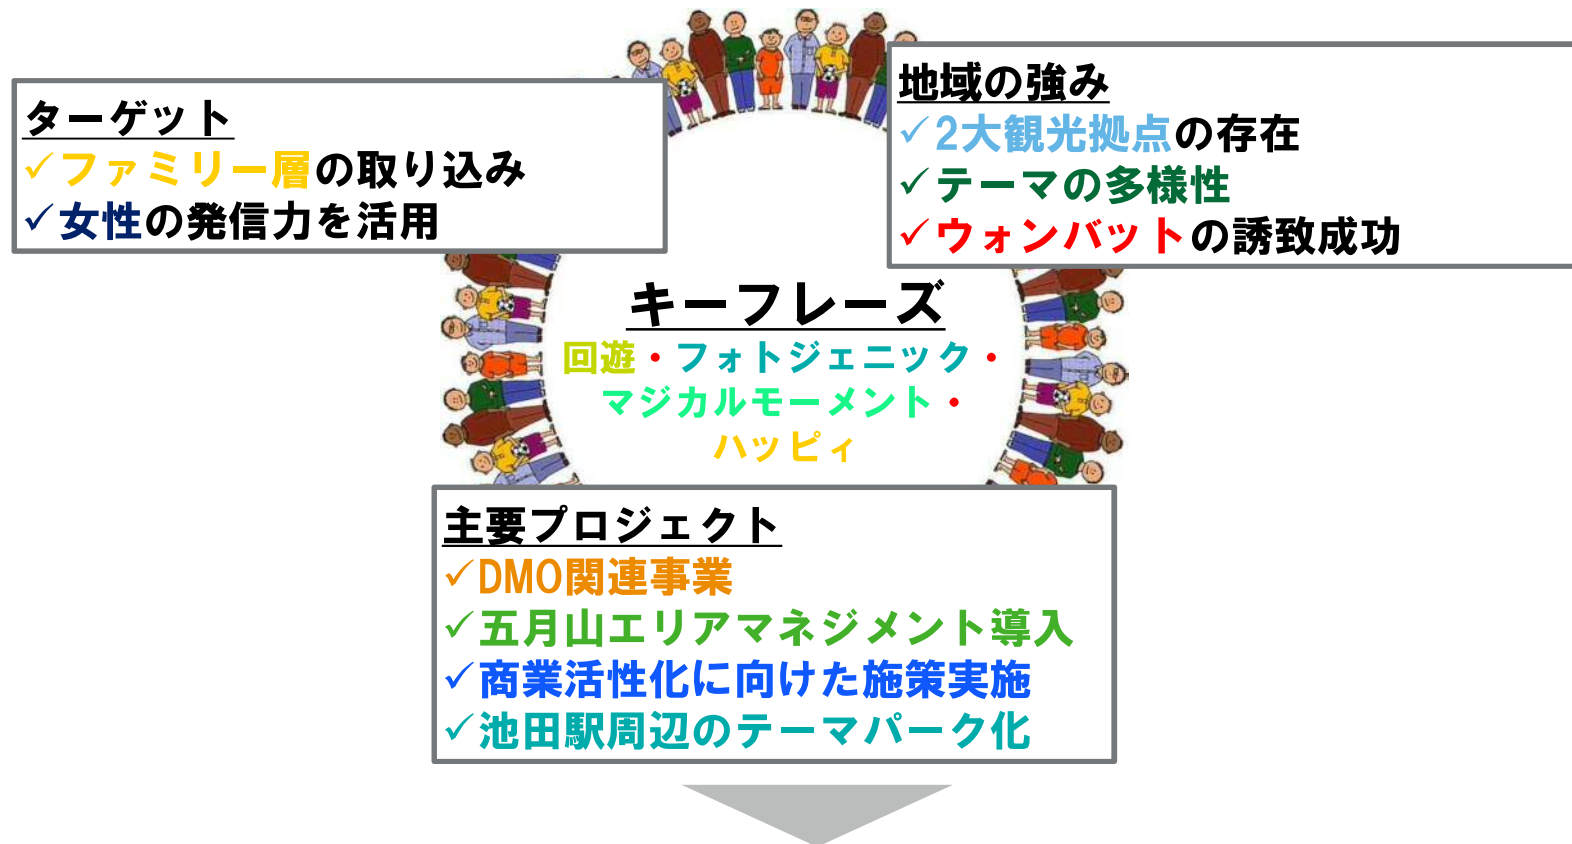 ターゲット
✓ファミリー層の取り込み
✓女性の発信力を活用
地域の強み
✓2大観光拠点の存在
✓テーマの多様性
✓ウォンバットの誘致成功
キーフレーズ
回遊・フォトジェニック・
マジカルモーメント・
ハッピィ
主要プロジェクト
✓DMO関連事業
✓五月山エリアマネジメント導入
✓商業活性化に向けた施策実施
✓池田駅周辺のテーマパーク化